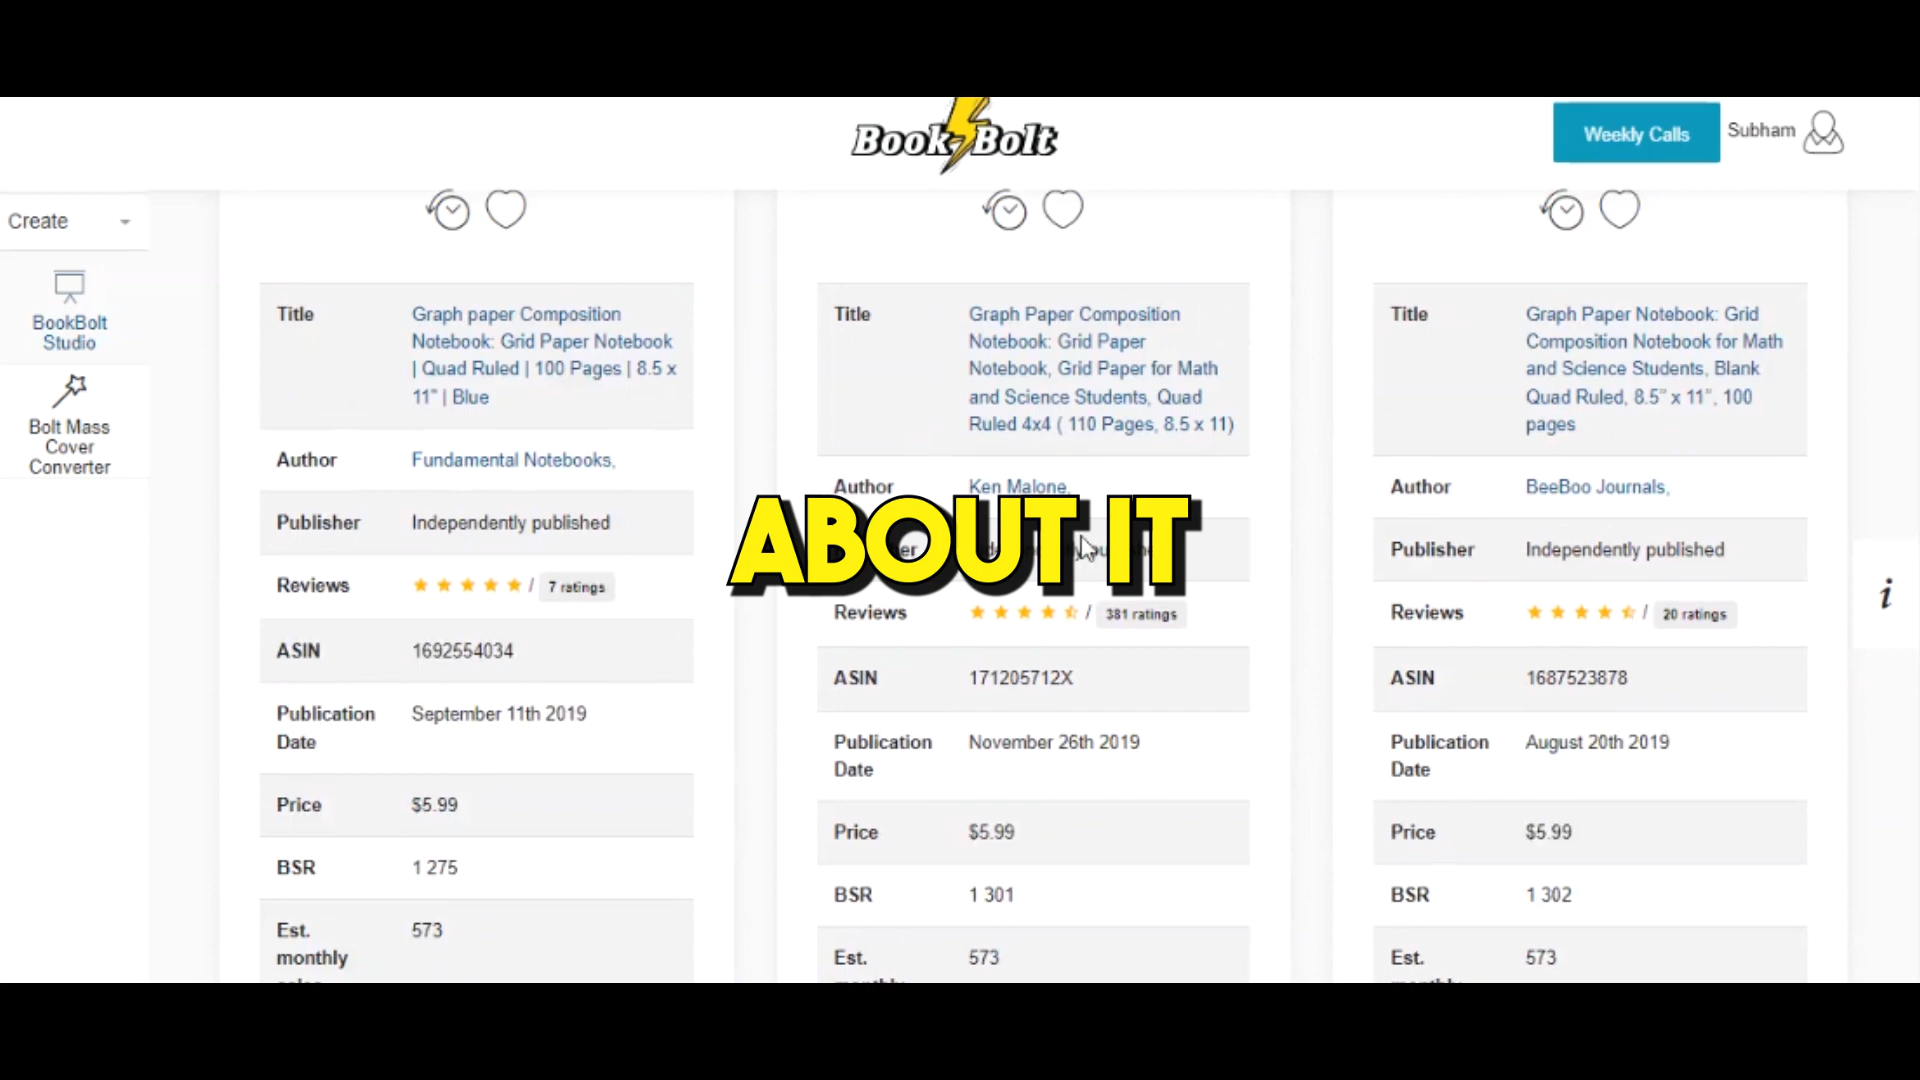 Book Bolt
Weekly Calls
Subham
Create
BookBolt
Studio
Bolt Mass
Cover
Converter
Title
Graph paper Composition
Notebook: Grid Paper Notebook
| Quad Ruled | 100 Pages | 8.5 x
11" | Blue
Author
Fundamental Notebooks,
Publisher
Independently published
Reviews
/ 7 ratings
ASIN
1692554034
Publication
Date
September 11th 2019
Price
$5.99
BSR
1 275
Est.
monthly
573
Title
Graph Paper Composition
Notebook: Grid Paper
Notebook, Grid Paper for Math
and Science Students, Quad
Ruled 4x4 ( 110 Pages, 8.5 x 11)
Author
Ken Malone,
ABOUT IT
Reviews
/ 381 ratings
ASIN
171205712X
Publication
Date
November 26th 2019
Price
$5.99
BSR
1 301
Est.
573
Title
Graph Paper Notebook: Grid
Composition Notebook for Math
and Science Students, Blank
Quad Ruled, 8.5" x 11", 100
pages
Author
BeeBoo Journals,
Publisher
Independently published
Reviews
/ 20 ratings
ASIN
1687523878
Publication
Date
August 20th 2019
Price
$5.99
BSR
1 302
Est.
573
i